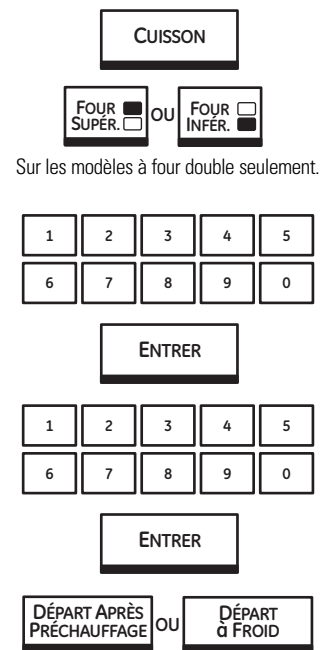 CUISSON
FOUR SUPÉR. OU FOUR INFÉR.
Sur les modèles à four double seulement.
1 2 3 4 5
6 7 8 9 0
ENTRER
1 2 3 4 5
6 7 8 9 0
ENTRER
DÉPART APRÈS PRÉCHAUFFAGE OU DÉPART à FROID